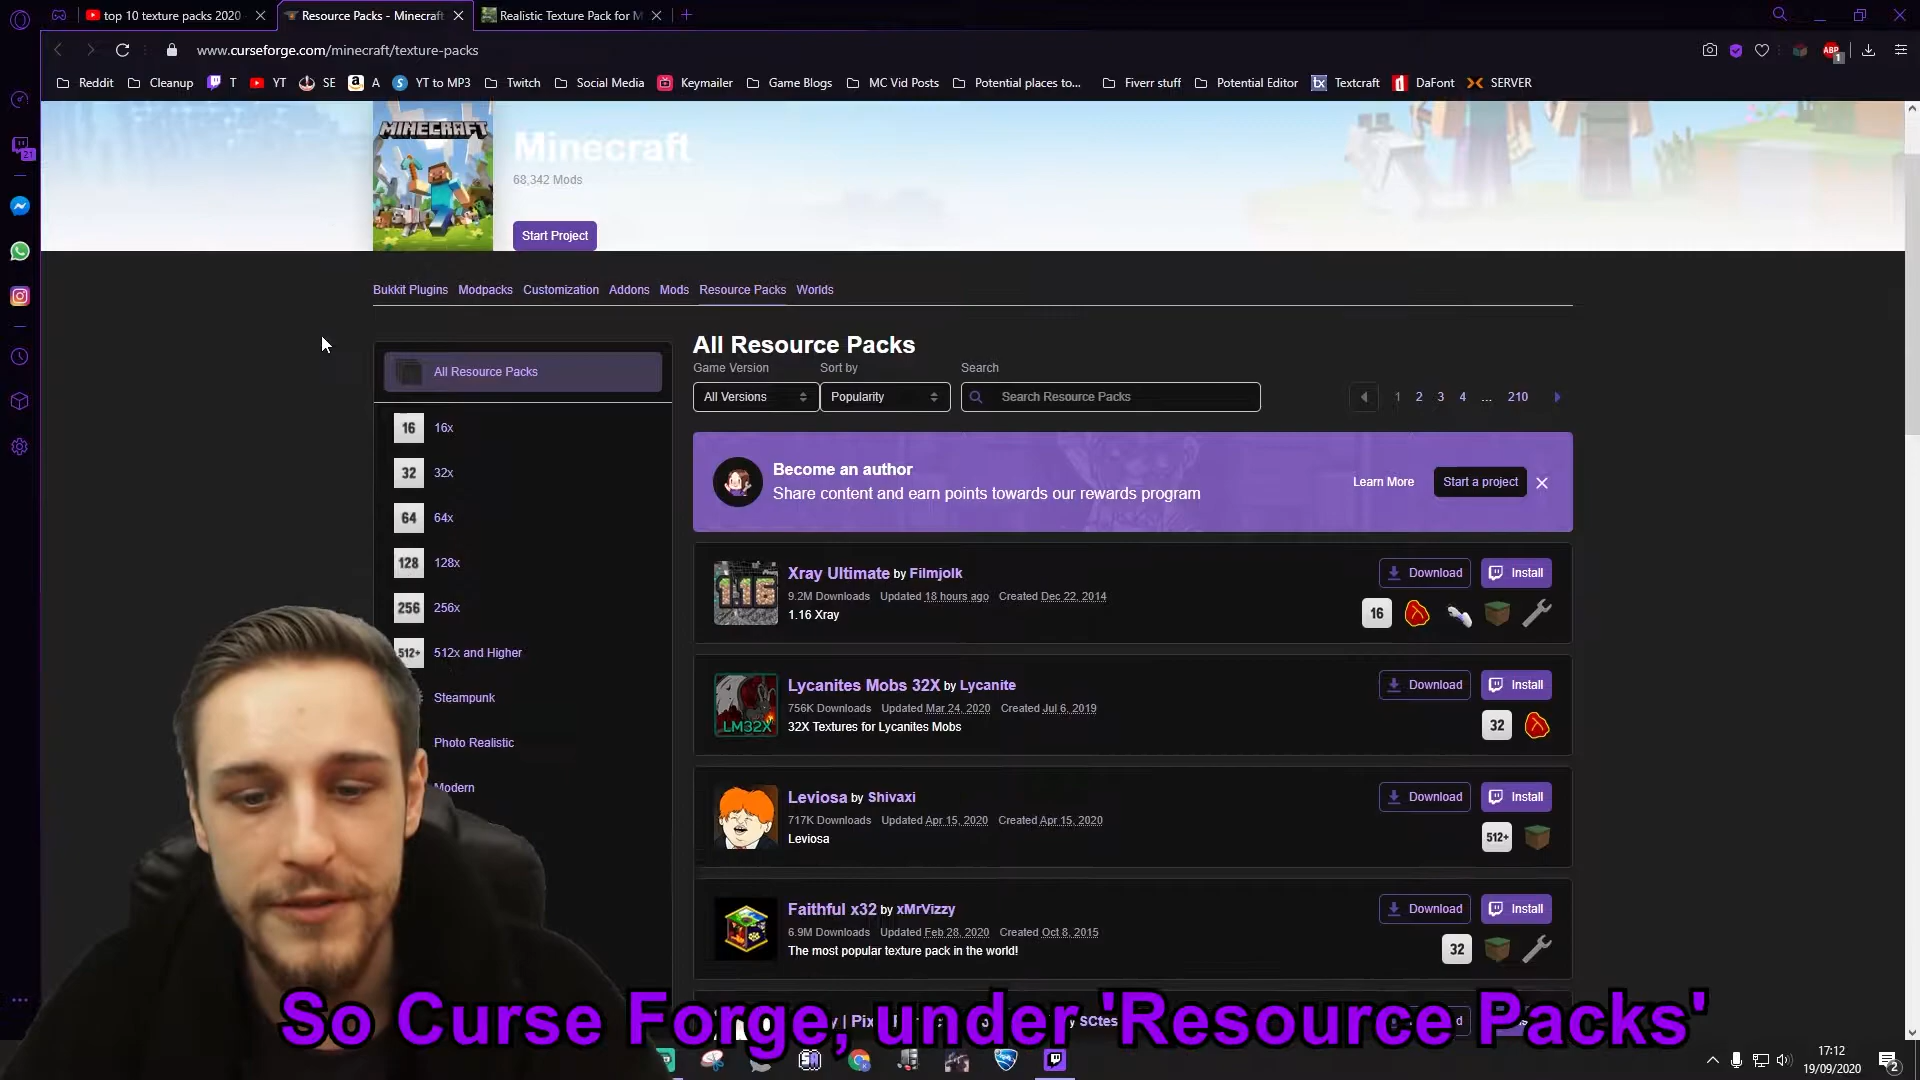 top 10 texture packs 2020
Resource Packs - Minecraft
Realistic Texture Pack for M
www.curseforge.com/minecraft/texture-packs
ABP
1
Reddit
Cleanup
T
YT
SE
A
YT to MP3
Twitch
Social Media
Keymailer
Game Blogs
MC Vid Posts
Potential places to...
Fiverr stuff
Potential Editor
Textcraft
DaFont
SERVER
21
MINECRAFT
Minecraft
68,342 Mods
Start Project
Bukkit Plugins
Modpacks
Customization
Addons
Mods
Resource Packs
Worlds
All Resource Packs
16 16x
32 32x
64 64x
128 128x
256 256x
512+ 512x and Higher
Steampunk
Photo Realistic
Modern
All Resource Packs
Game Version
Sort by
Search
All Versions
Popularity
Search Resource Packs
1 2 3 4 ... 210
Become an author
Share content and earn points towards our rewards program
Learn More
Start a project
1.16
Xray Ultimate by Filmjolk
9.2M Downloads Updated 18 hours ago Created Dec 22, 2014
1.16 Xray
Download
Install
16
LM32X
Lycanites Mobs 32X by Lycanite
756K Downloads Updated Mar 24, 2020 Created Jul 6, 2019
32X Textures for Lycanites Mobs
Download
Install
32
Leviosa by Shivaxi
717K Downloads Updated Apr 15, 2020 Created Apr 15, 2020
Leviosa
Download
Install
512+
Faithful x32 by xMrVizzy
6.9M Downloads Updated Feb 28, 2020 Created Oct 8, 2015
The most popular texture pack in the world!
Download
Install
32
SCtes
So Curse Forge, under 'Resource Packs'
17:12
19/09/2020
2